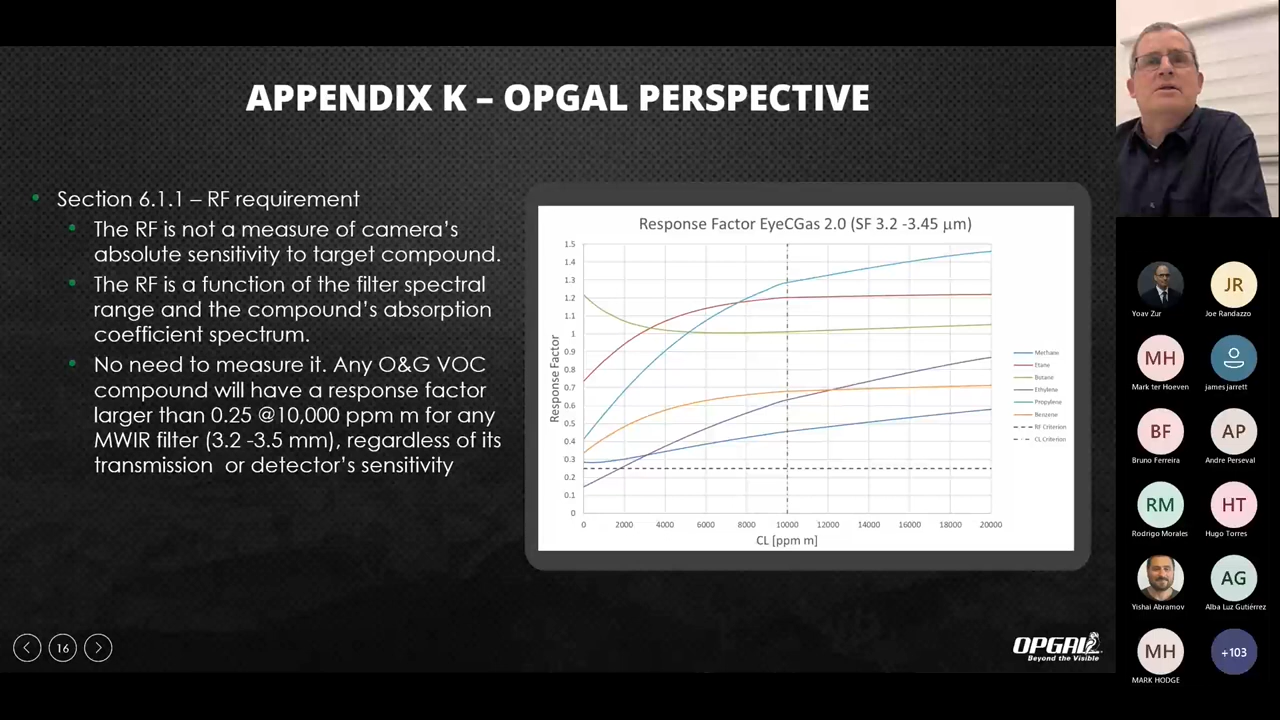 APPENDIX K – OPGAL PERSPECTIVE
Section 6.1.1 – RF requirement
The RF is not a measure of camera’s
absolute sensitivity to target compound.
The RF is a function of the filter spectral
range and the compound’s absorption
coefficient spectrum.
No need to measure it. Any O&G VOC
compound will have a response factor
larger than 0.25 @10,000 ppm m for any
MWIR filter (3.2 -3.5 mm), regardless of its
transmission or detector’s sensitivity
Response Factor EyeCGas 2.0 (SF 3.2 -3.45 µm)
Response Factor
1.5
1.4
1.3
1.2
1.1
1
0.9
0.8
0.7
0.6
0.5
0.4
0.3
0.2
0.1
0
0 2000 4000 6000 8000 10000 12000 14000 16000 18000 20000
CL [ppm m]
Methane
Etane
Butane
Ethylene
Propylene
Benzene
RF Criterion
CL Criterion
16
OPGAL
Beyond the Visible
Yoav Zur
JR
Joe Randazzo
MH
Mark ter Hoeven
james jarrett
BF
Bruno Ferreira
AP
Andre Perseval
RM
Rodrigo Morales
HT
Hugo Torres
Yishai Abramov
AG
Alba Luz Gutiérrez
MH
MARK HODGE
+103